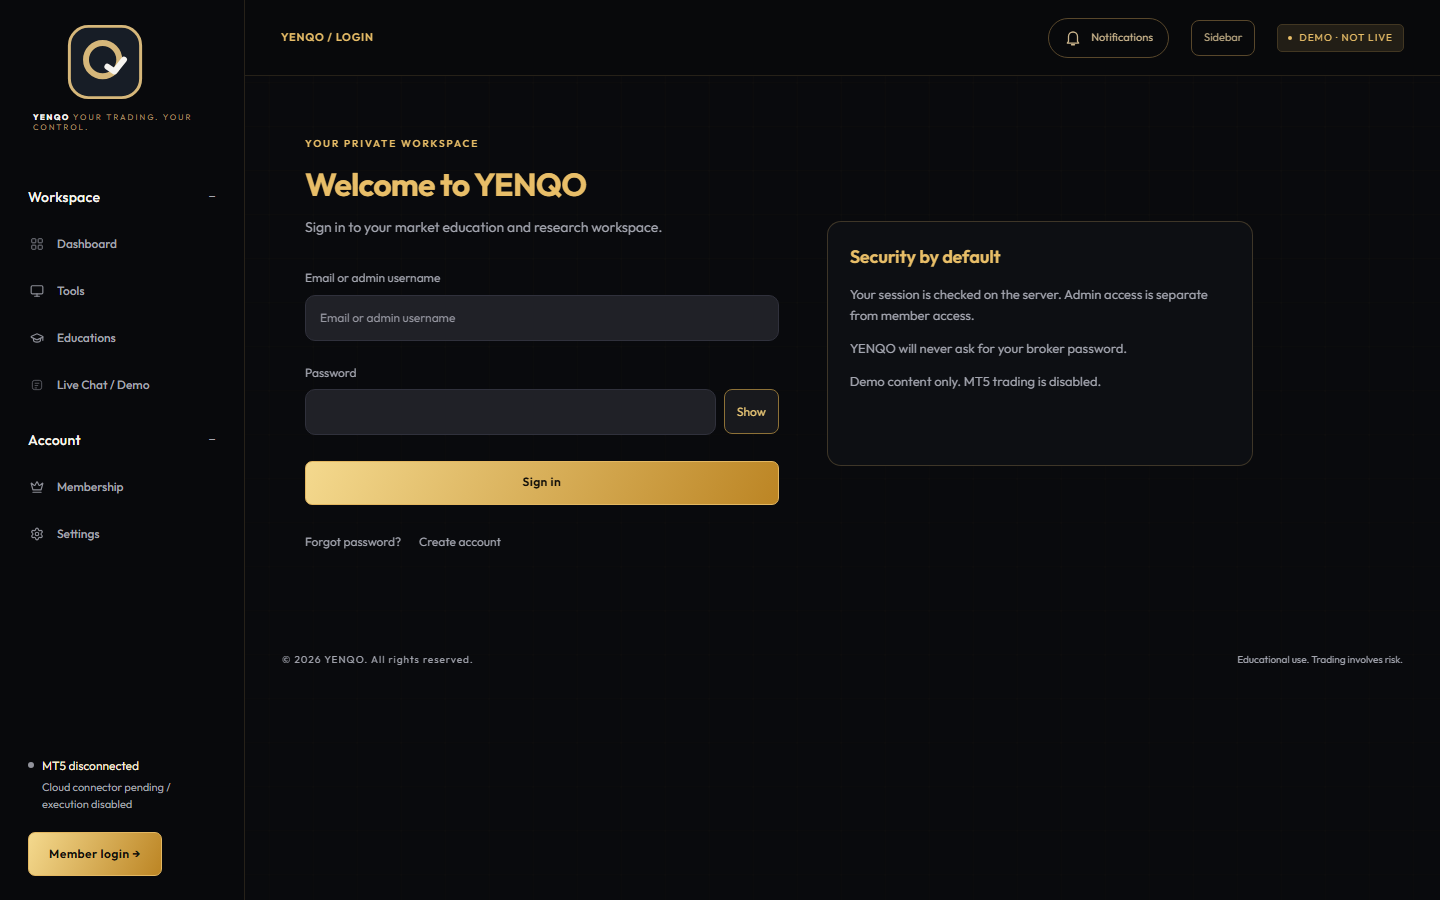 YENQO YOUR TRADING. YOUR
CONTROL.
Workspace
Dashboard
Tools
Educations
Live Chat / Demo
Account
Membership
Settings
MT5 disconnected
Cloud connector pending /
execution disabled
Member login →
YENQO / LOGIN
Notifications
Sidebar
DEMO · NOT LIVE
YOUR PRIVATE WORKSPACE
Welcome to YENQO
Sign in to your market education and research workspace.
Email or admin username
Email or admin username
Password
Show
Sign in
Forgot password? Create account
Security by default
Your session is checked on the server. Admin access is separate
from member access.
YENQO will never ask for your broker password.
Demo content only. MT5 trading is disabled.
© 2026 YENQO. All rights reserved.
Educational use. Trading involves risk.